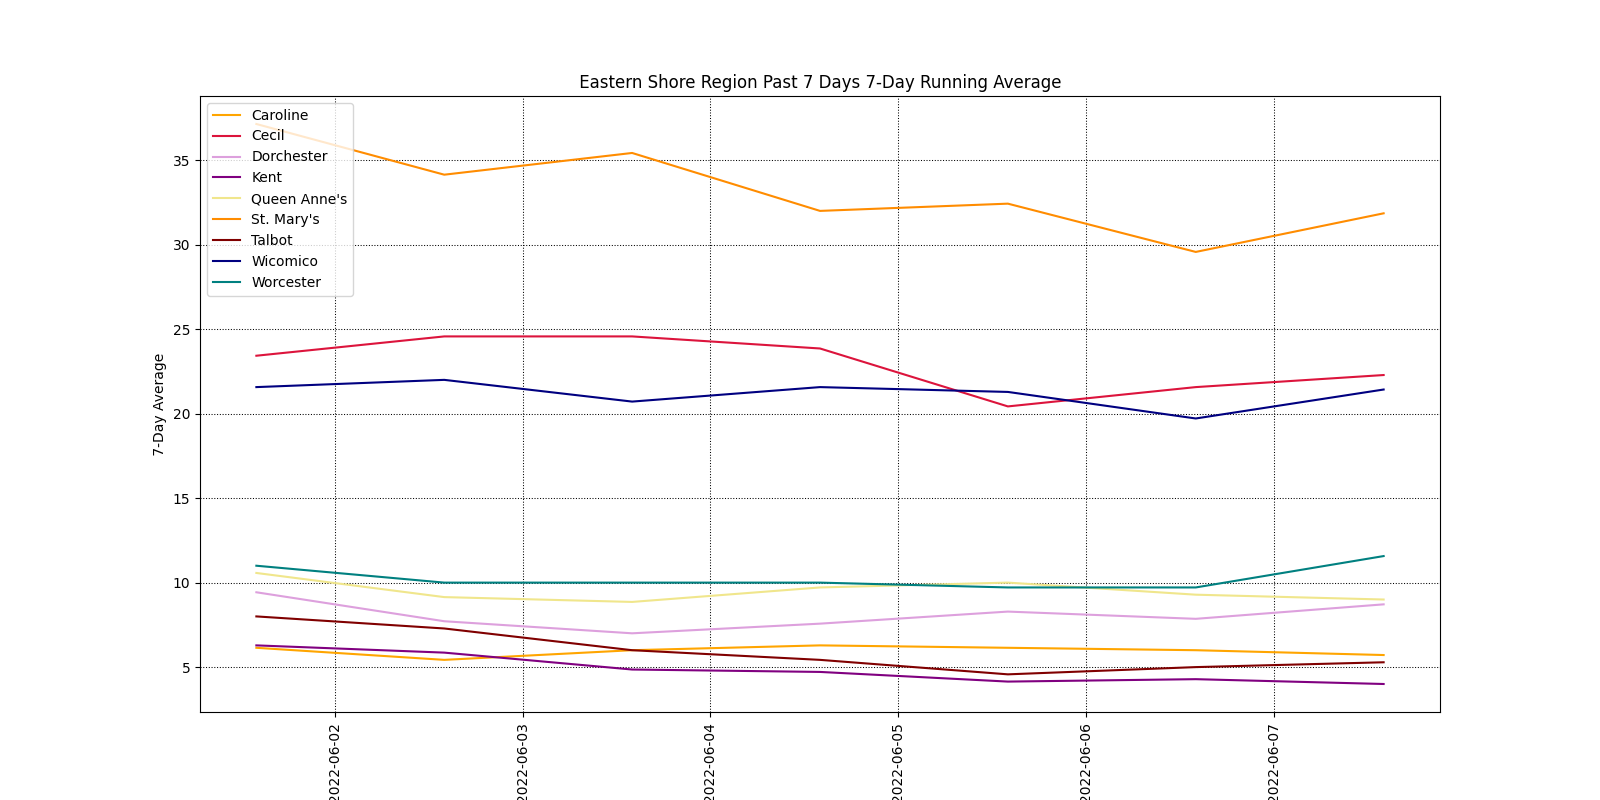 Eastern Shore Region Past 7 Days 7-Day Running Average
Caroline
Cecil
Dorchester
Kent
Queen Anne's
St. Mary's
Talbot
Wicomico
Worcester
7-Day Average
35
30
25
20
15
10
5
2022-06-02
2022-06-03
2022-06-04
2022-06-05
2022-06-06
2022-06-07